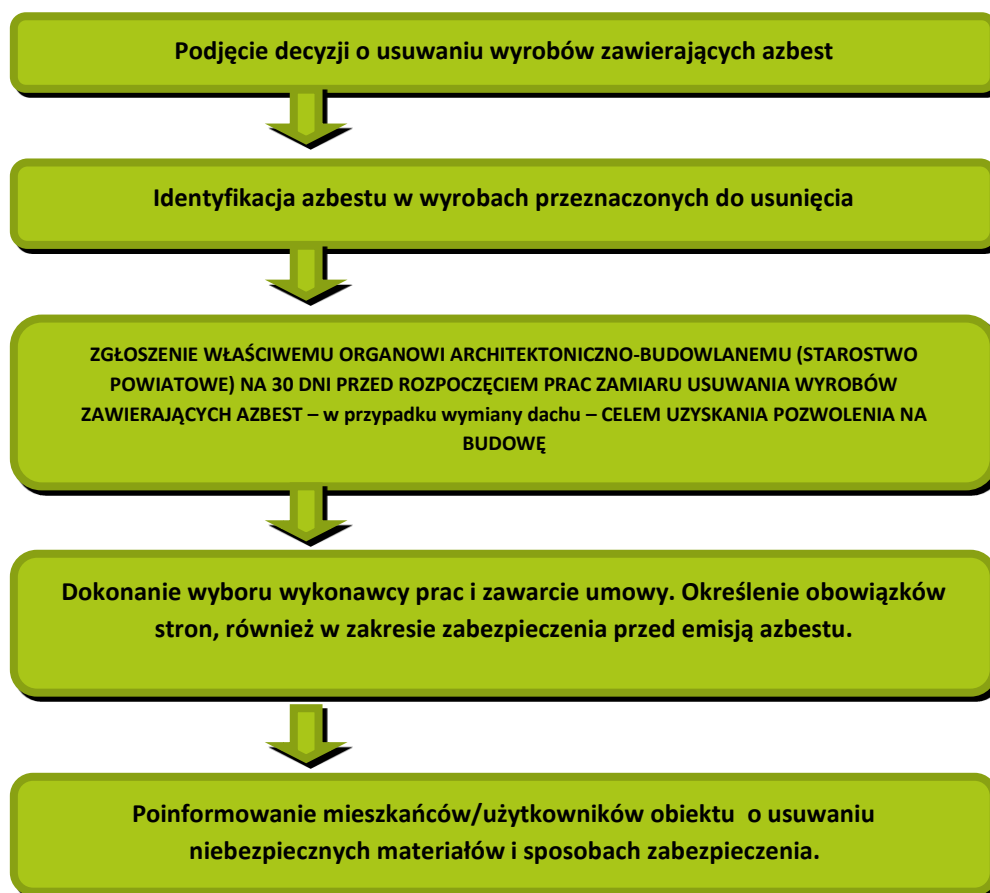 Podjęcie decyzji o usuwaniu wyrobów zawierających azbest
Identyfikacja azbestu w wyrobach przeznaczonych do usunięcia
ZGŁOSZENIE WŁAŚCIWEMU ORGANOWI ARCHITEKTONICZNO-BUDOWLANEMU (STAROSTWO
POWIATOWE) NA 30 DNI PRZED ROZPOCZĘCIEM PRAC ZAMIARU USUWANIA WYROBÓW
ZAWIERAJĄCYCH AZBEST – w przypadku wymiany dachu – CELEM UZYSKANIA POZWOLENIA NA
BUDOWĘ
Dokonanie wyboru wykonawcy prac i zawarcie umowy. Określenie obowiązków
stron, również w zakresie zabezpieczenia przed emisją azbestu.
Poinformowanie mieszkańców/użytkowników obiektu o usuwaniu
niebezpiecznych materiałów i sposobach zabezpieczenia.